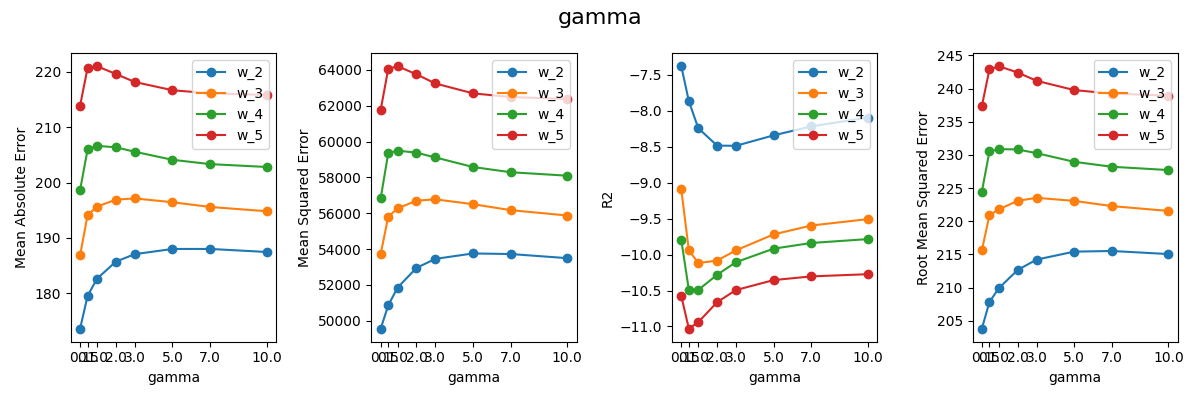 gamma
Mean Absolute Error
220
210
200
190
180
w_2
w_3
w_4
w_5
2.0
3.0
5.0
7.0
10.0
gamma
Mean Squared Error
64000
62000
60000
58000
56000
54000
52000
50000
w_2
w_3
w_4
w_5
2.0
3.0
5.0
7.0
10.0
gamma
R2
−7.5
−8.0
−8.5
−9.0
−9.5
−10.0
−10.5
−11.0
w_2
w_3
w_4
w_5
2.0
3.0
5.0
7.0
10.0
gamma
Root Mean Squared Error
245
240
235
230
225
220
215
210
205
w_2
w_3
w_4
w_5
2.0
3.0
5.0
7.0
10.0
gamma